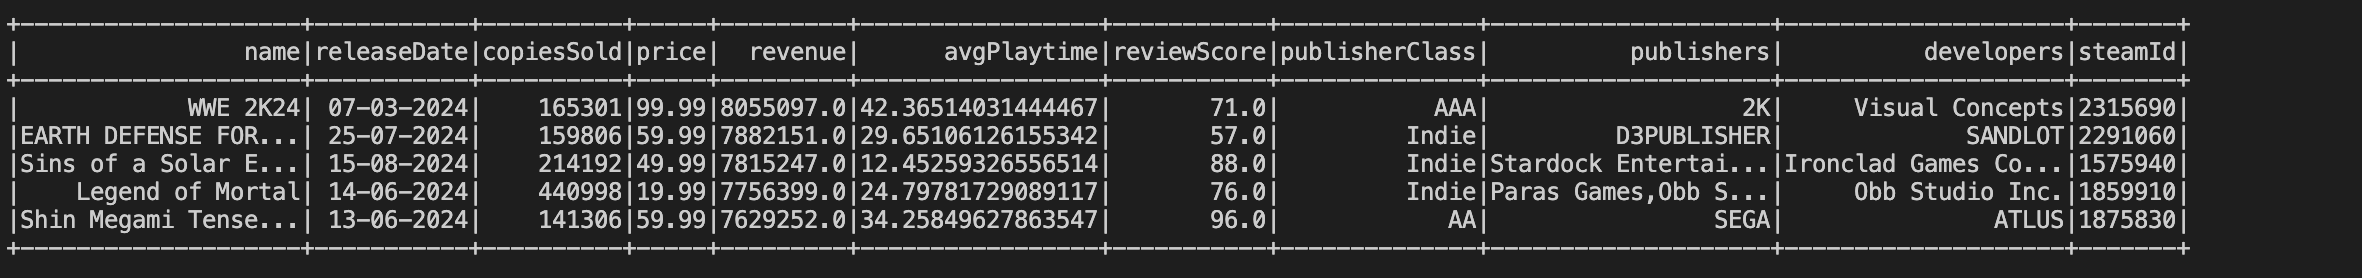 +--------------------+-----------+----------+-----+---------+-----------------+-----------+--------------+--------------------+--------------------+-------+
|                name|releaseDate|copiesSold|price|  revenue|      avgPlaytime|reviewScore|publisherClass|          publishers|          developers|steamId|
+--------------------+-----------+----------+-----+---------+-----------------+-----------+--------------+--------------------+--------------------+-------+
|            WWE 2K24| 07-03-2024|    165301|99.99|8055097.0|42.36514031444467|       71.0|           AAA|                  2K|     Visual Concepts|2315690|
|EARTH DEFENSE FOR...| 25-07-2024|    159806|59.99|7882151.0|29.65106126155342|       57.0|         Indie|         D3PUBLISHER|             SANDLOT|2291060|
|Sins of a Solar E...| 15-08-2024|    214192|49.99|7815247.0|12.45259326556514|       88.0|         Indie|Stardock Entertai...|Ironclad Games Co...|1575940|
|    Legend of Mortal| 14-06-2024|    440998|19.99|7756399.0|24.79781729089117|       76.0|         Indie|Paras Games,Obb S...|     Obb Studio Inc.|1859910|
|Shin Megami Tense...| 13-06-2024|    141306|59.99|7629252.0|34.25849627863547|       96.0|            AA|                SEGA|               ATLUS|1875830|
+--------------------+-----------+----------+-----+---------+-----------------+-----------+--------------+--------------------+--------------------+-------+